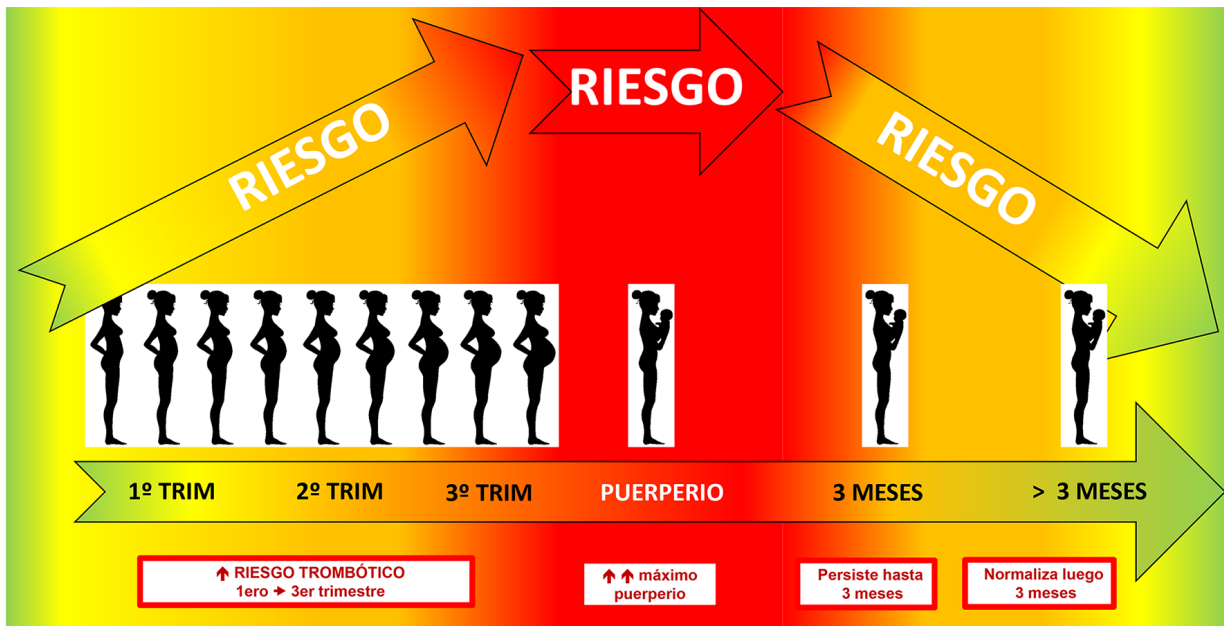 RIESGO
RIESGO
RIESGO
1º TRIM
2º TRIM
3º TRIM
PUERPERIO
3 MESES
> 3 MESES
↑ RIESGO TROMBÓTICO
1ero → 3er trimestre
↑ ↑ máximo
puerperio
Persiste hasta
3 meses
Normaliza luego
3 meses